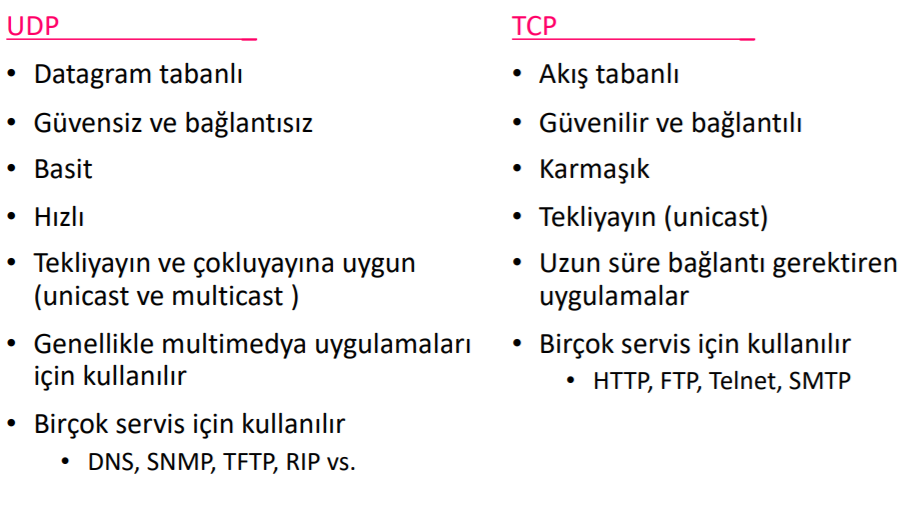 UDP
• Datagram tabanlı
• Güvensiz ve bağlantısız
• Basit
• Hızlı
• Tekliyayın ve çokluyayına uygun
(unicast ve multicast )
• Genellikle multimedya uygulamaları
için kullanılır
• Birçok servis için kullanılır
• DNS, SNMP, TFTP, RIP vs.
TCP
• Akış tabanlı
• Güvenilir ve bağlantılı
• Karmaşık
• Tekliyayın (unicast)
• Uzun süre bağlantı gerektiren
uygulamalar
• Birçok servis için kullanılır
• HTTP, FTP, Telnet, SMTP